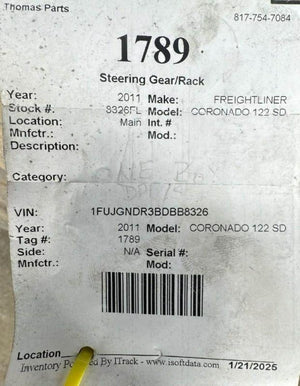 Thomas Parts
817-754-7084
1789
Steering Gear/Rack
Year: 2011 Make: FREIGHTLINER
Stock #: 8326FL Model: CORONADO 122 SD
Location: Main Int. #
Mnfctr.: Mod.:
Description:
Category:
VIN: 1FUJGNDR3BDBB8326
Year: 2011 Model: CORONADO 122 SD
Tag #: 1789
Side: N/A Serial #:
Mnfctr.: Mod:
Location
Inventory Powered By ITrack - www.isoftdata.com 1/21/2025